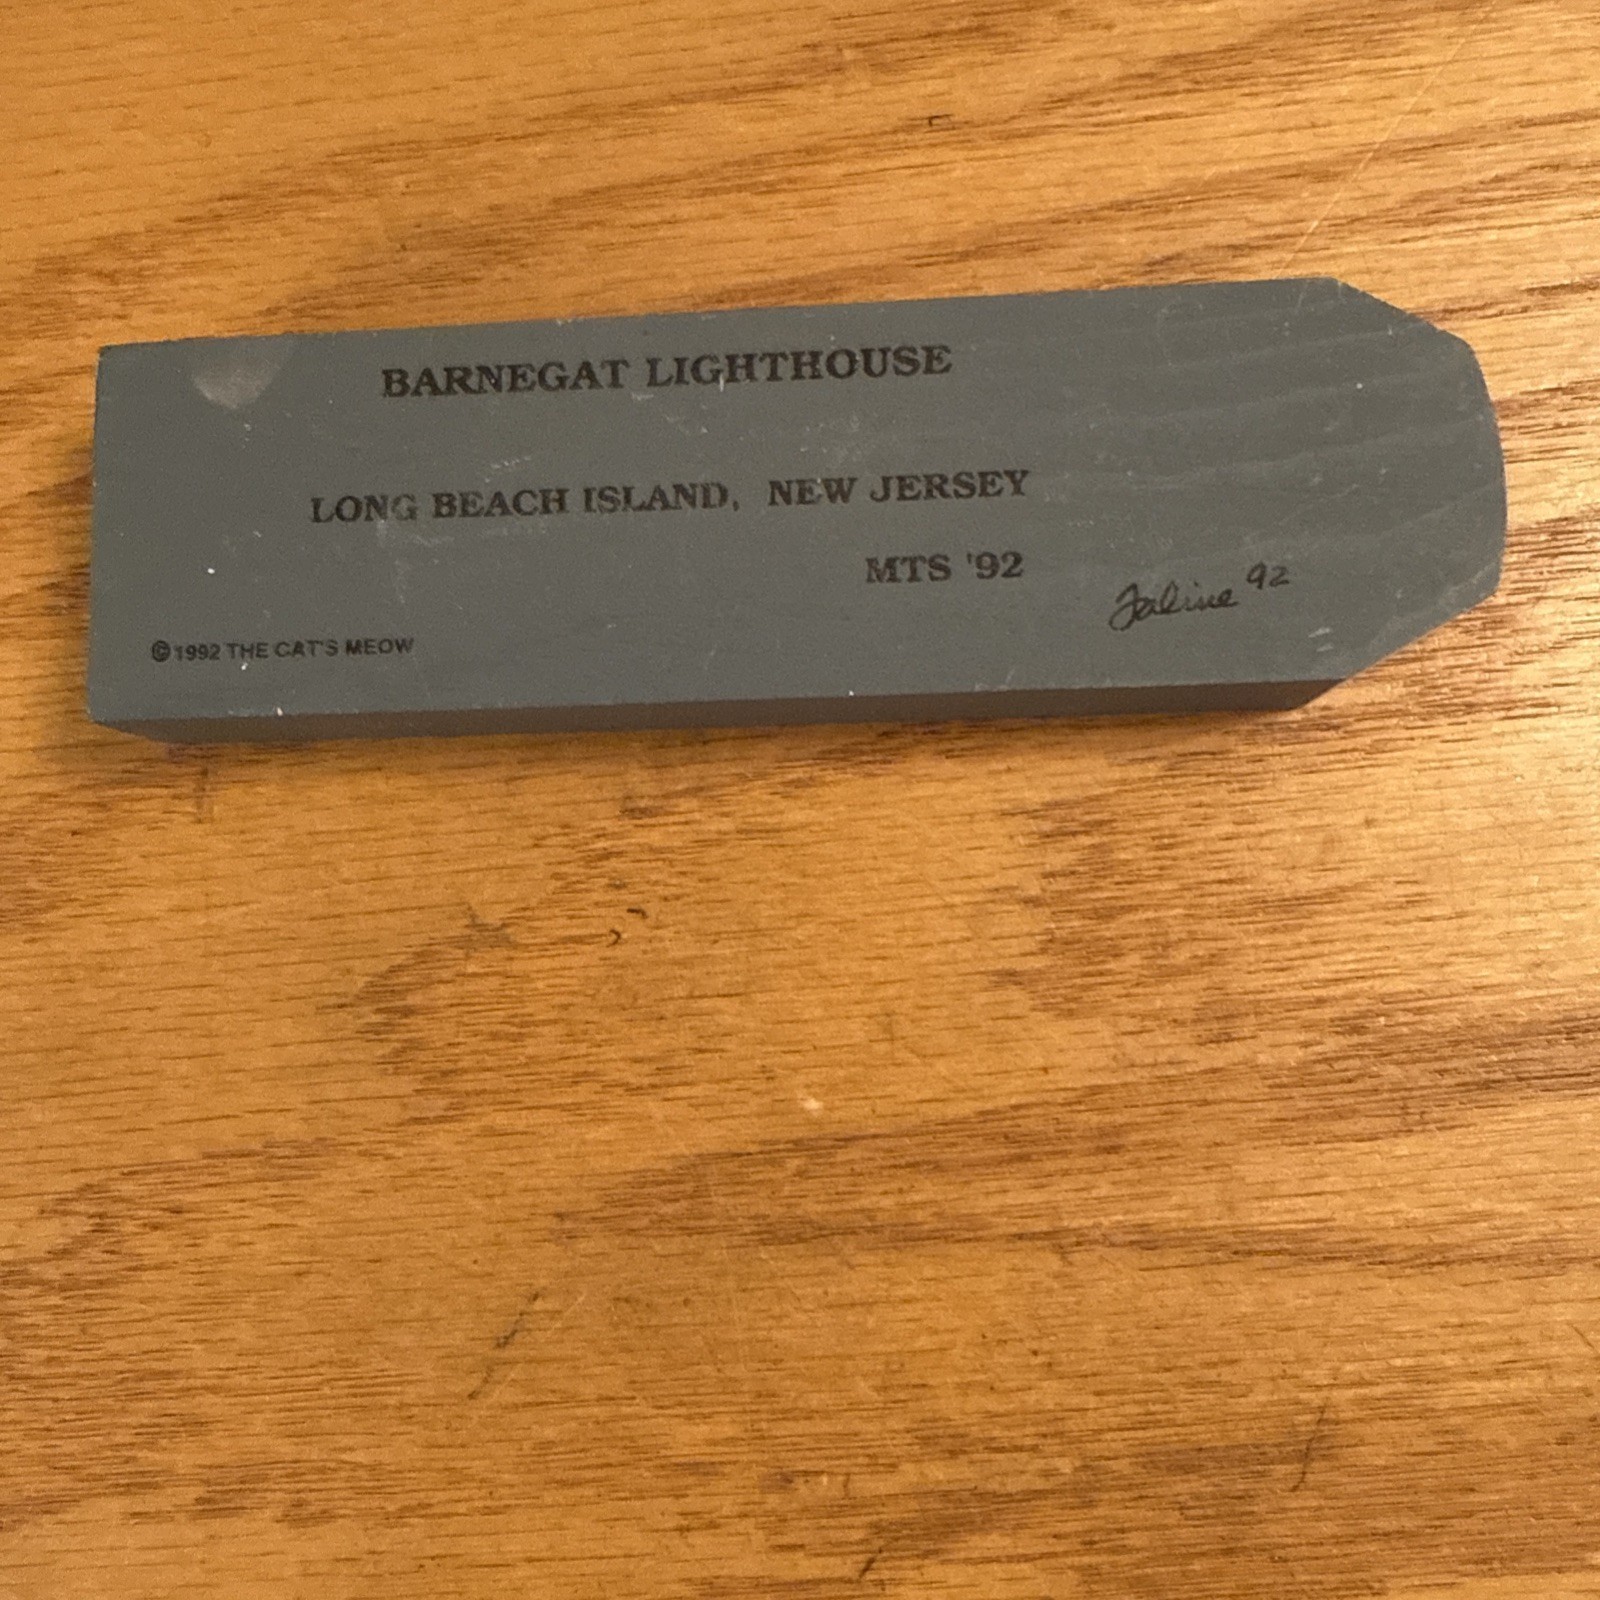 BARNEGAT LIGHTHOUSE
LONG BEACH ISLAND, NEW JERSEY
MTS '92
Faline 92
©1992 THE CAT'S MEOW